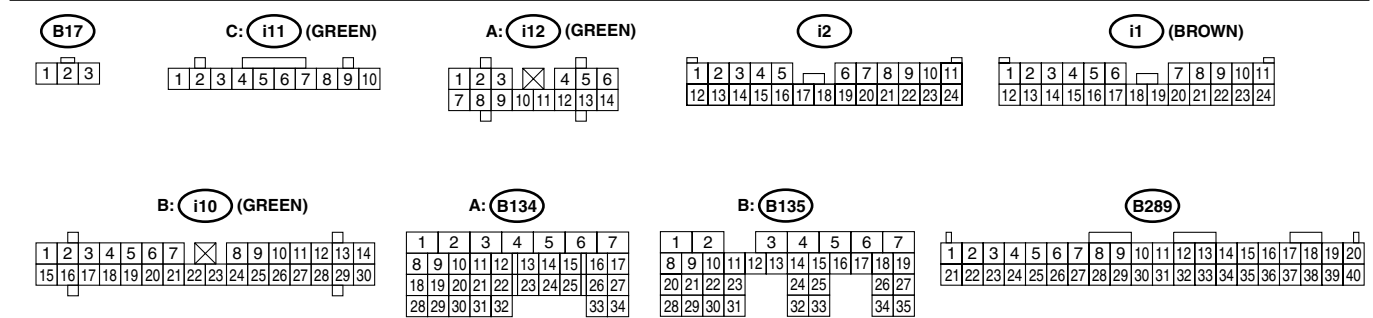 B17
C: i11 (GREEN)
A: i12 (GREEN)
i2
i1 (BROWN)
1 2 3
1 2 3 4 5 6 7 8 9 10
1 2 3 4 5 6
7 8 9 10 11 12 13 14
1 2 3 4 5 6 7 8 9 10 11
12 13 14 15 16 17 18 19 20 21 22 23 24
1 2 3 4 5 6 7 8 9 10 11
12 13 14 15 16 17 18 19 20 21 22 23 24
B: i10 (GREEN)
A: B134
B: B135
B289
1 2 3 4 5 6 7 8 9 10 11 12 13 14
15 16 17 18 19 20 21 22 23 24 25 26 27 28 29 30
1 2 3 4 5 6 7
8 9 10 11 12 13 14 15 16 17
18 19 20 21 22 23 24 25 26 27
28 29 30 31 32 33 34
1 2 3 4 5 6 7
8 9 10 11 12 13 14 15 16 17 18 19
20 21 22 23 24 25 26 27
28 29 30 31 32 33 34 35
1 2 3 4 5 6 7 8 9 10 11 12 13 14 15 16 17 18 19 20
21 22 23 24 25 26 27 28 29 30 31 32 33 34 35 36 37 38 39 40